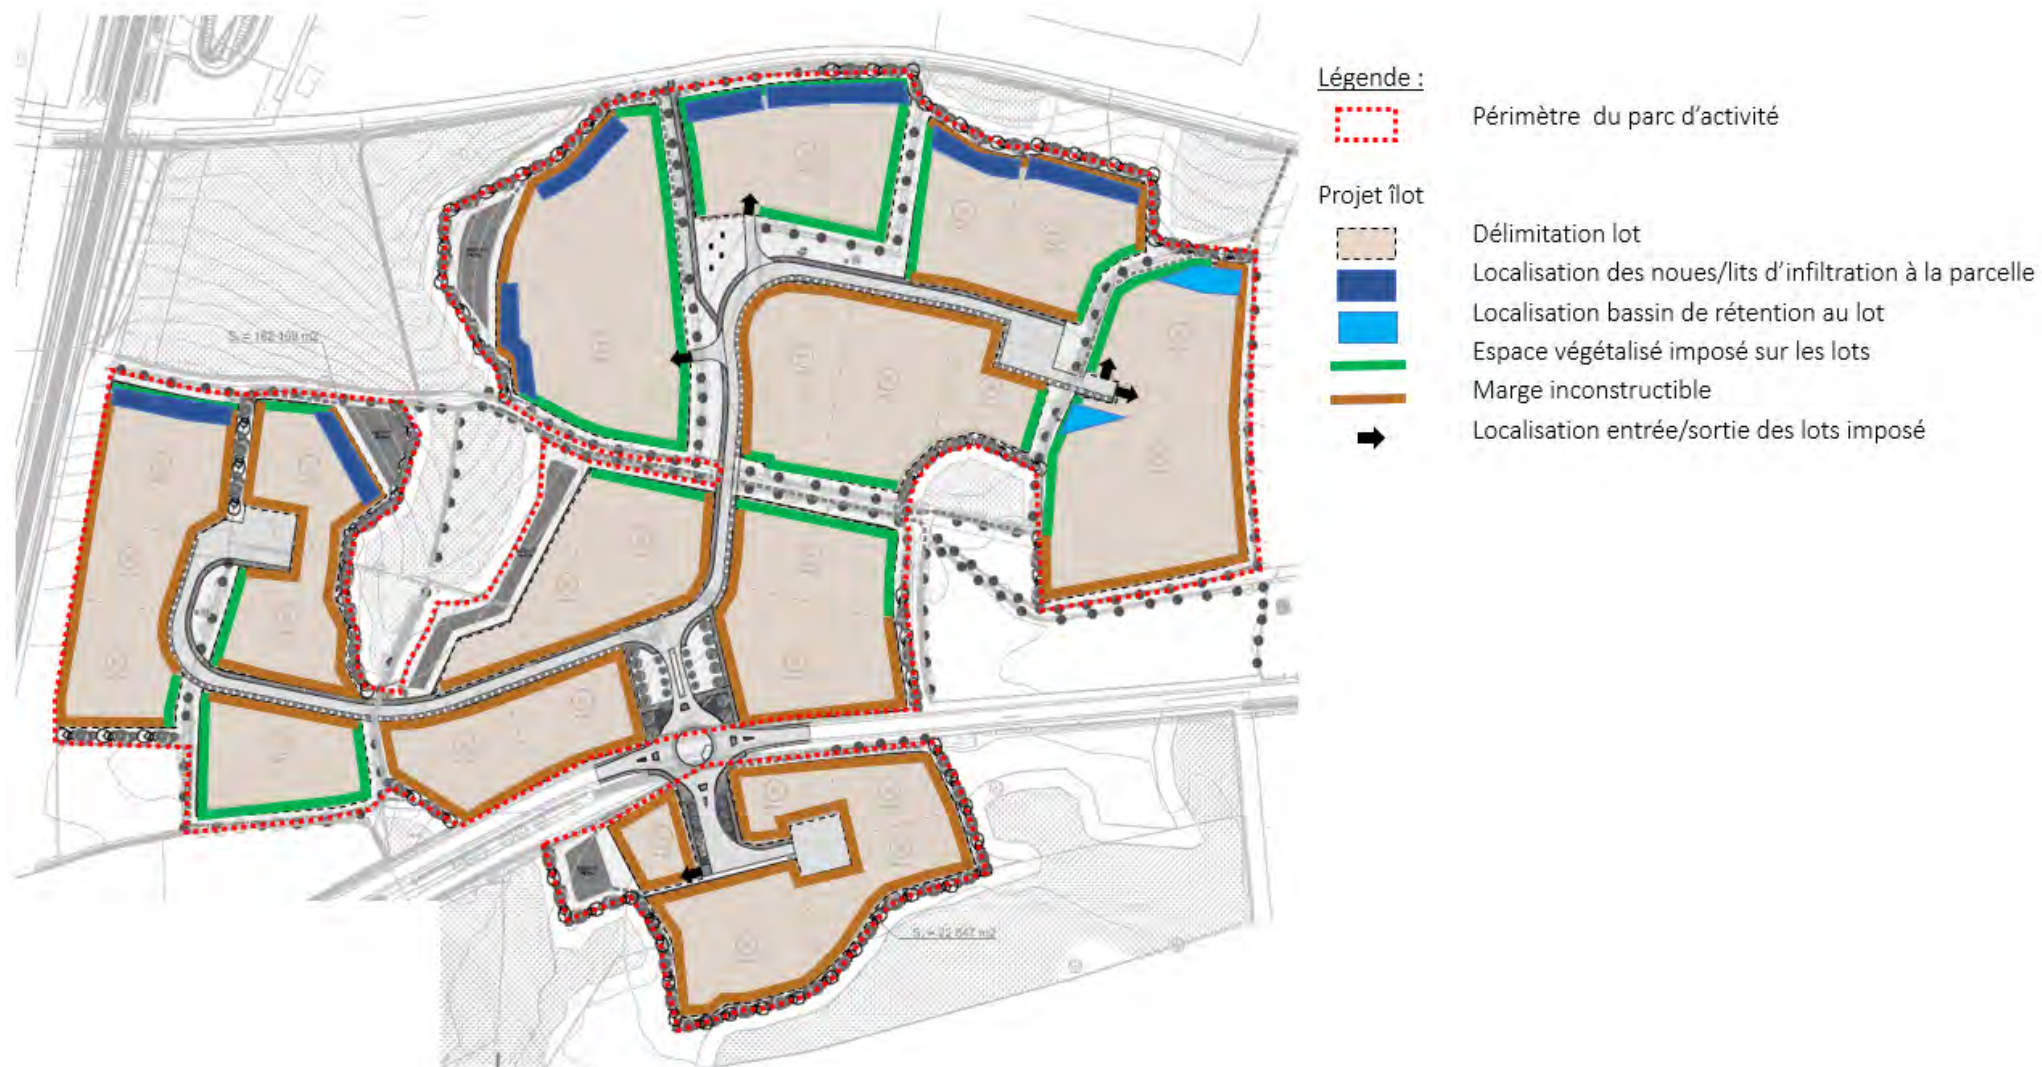 Légende :
Périmètre du parc d'activité
Projet îlot
Délimitation lot
Localisation des noues/lits d'infiltration à la parcelle
Localisation bassin de rétention au lot
Espace végétalisé imposé sur les lots
Marge inconstructible
Localisation entrée/sortie des lots imposé